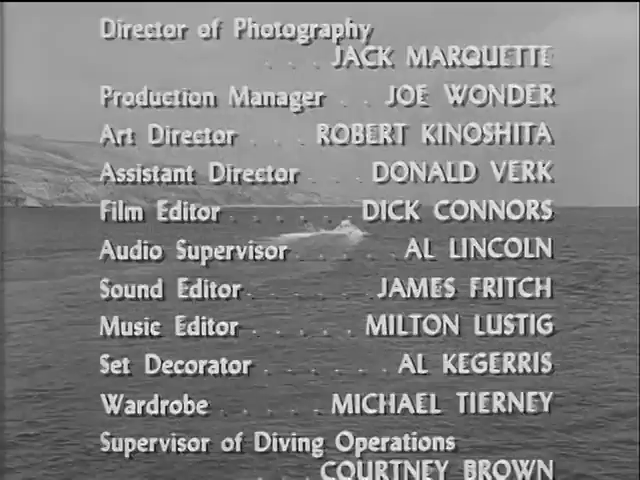 Director of Photography
. . . JACK MARQUETTE
Production Manager . . JOE WONDER
Art Director . . . ROBERT KINOSHITA
Assistant Director . . . DONALD VERK
Film Editor . . . . . DICK CONNORS
Audio Supervisor . . . . . AL LINCOLN
Sound Editor . . . . . JAMES FRITCH
Music Editor . . . . . MILTON LUSTIG
Set Decorator . . . . . AL KEGERRIS
Wardrobe . . . . . MICHAEL TIERNEY
Supervisor of Diving Operations
. . . COURTNEY BROWN